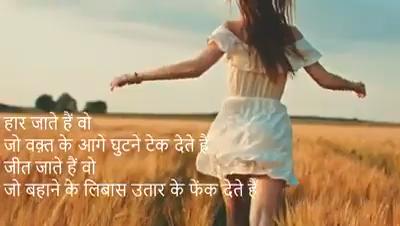 हार जाते हैं वो
जो वक़्त के आगे घुटने टेक देते हैं
जीत जाते हैं वो
जो बहाने के लिबास उतार के फेंक देते हैं